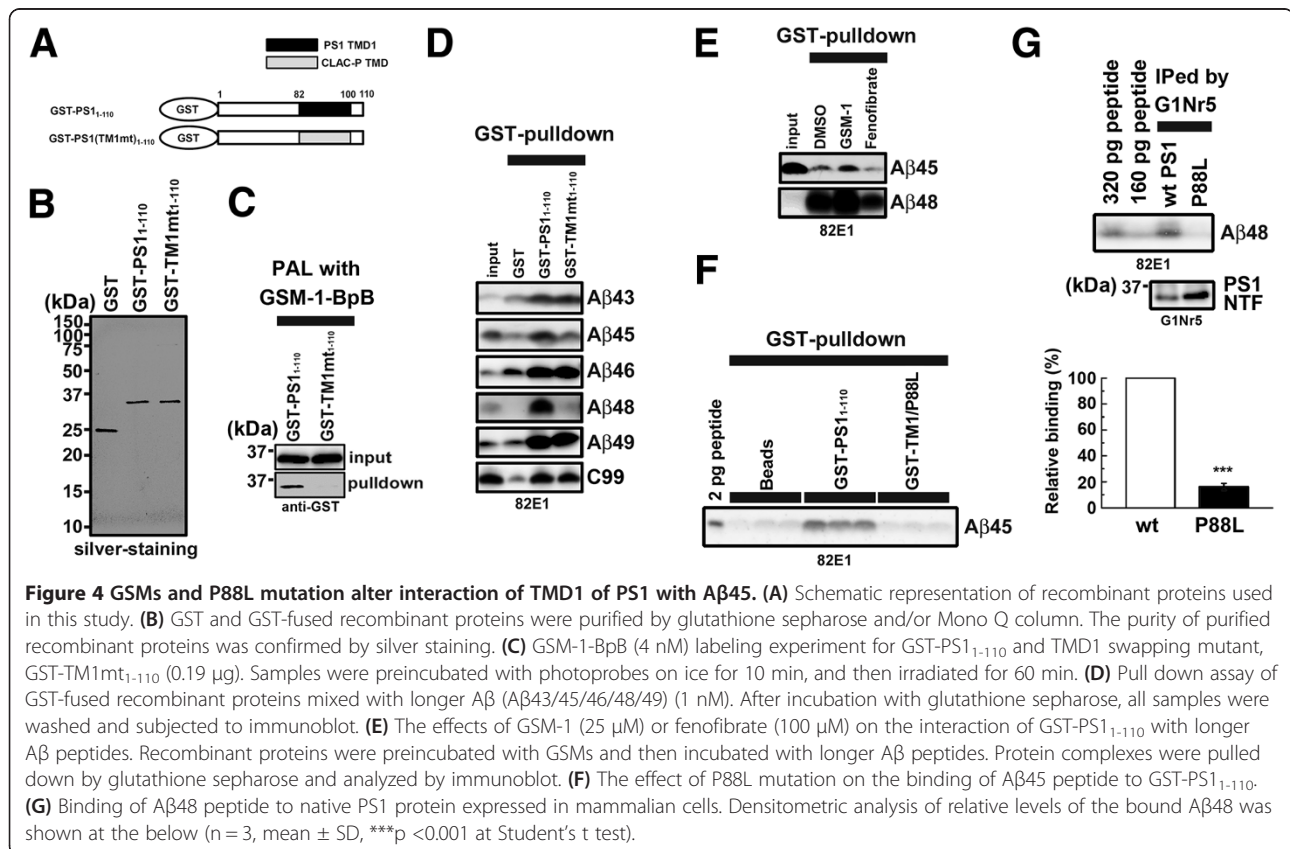 A
PS1 TMD1
CLAC-P TMD
1 82 100 110
GST-PS1₁₋₁₁₀ GST
GST-PS1(TM1mt)₁₋₁₁₀ GST
B
(kDa)
GST
GST-PS1₁₋₁₁₀
GST-TM1mt₁₋₁₁₀
150
100
75
50
37
25
20
15
10
silver-staining
C
PAL with
GSM-1-BpB
GST-PS1₁₋₁₁₀
GST-TM1mt₁₋₁₁₀
(kDa)
37 input
37 pulldown
anti-GST
D
GST-pulldown
input
GST
GST-PS1₁₋₁₁₀
GST-TM1mt₁₋₁₁₀
Aβ43
Aβ45
Aβ46
Aβ48
Aβ49
C99
82E1
E
GST-pulldown
input
DMSO
GSM-1
Fenofibrate
Aβ45
Aβ48
82E1
F
GST-pulldown
2 pg peptide
Beads
GST-PS1₁₋₁₁₀
GST-TM1/P88L
Aβ45
82E1
G
320 pg peptide
160 pg peptide
IPed by
G1Nr5
wt PS1
P88L
Aβ48
82E1
(kDa) 37 PS1
NTF
G1Nr5
Relative binding (%)
100
80
60
40
20
0
***
wt P88L
Figure 4 GSMs and P88L mutation alter interaction of TMD1 of PS1 with Aβ45. (A) Schematic representation of recombinant proteins used
in this study. (B) GST and GST-fused recombinant proteins were purified by glutathione sepharose and/or Mono Q column. The purity of purified
recombinant proteins was confirmed by silver staining. (C) GSM-1-BpB (4 nM) labeling experiment for GST-PS1₁₋₁₁₀ and TMD1 swapping mutant,
GST-TM1mt₁₋₁₁₀ (0.19 μg). Samples were preincubated with photoprobes on ice for 10 min, and then irradiated for 60 min. (D) Pull down assay of
GST-fused recombinant proteins mixed with longer Aβ (Aβ43/45/46/48/49) (1 nM). After incubation with glutathione sepharose, all samples were
washed and subjected to immunoblot. (E) The effects of GSM-1 (25 μM) or fenofibrate (100 μM) on the interaction of GST-PS1₁₋₁₁₀ with longer
Aβ peptides. Recombinant proteins were preincubated with GSMs and then incubated with longer Aβ peptides. Protein complexes were pulled
down by glutathione sepharose and analyzed by immunoblot. (F) The effect of P88L mutation on the binding of Aβ45 peptide to GST-PS1₁₋₁₁₀.
(G) Binding of Aβ48 peptide to native PS1 protein expressed in mammalian cells. Densitometric analysis of relative levels of the bound Aβ48 was
shown at the below (n = 3, mean ± SD, ***p <0.001 at Student's t test).